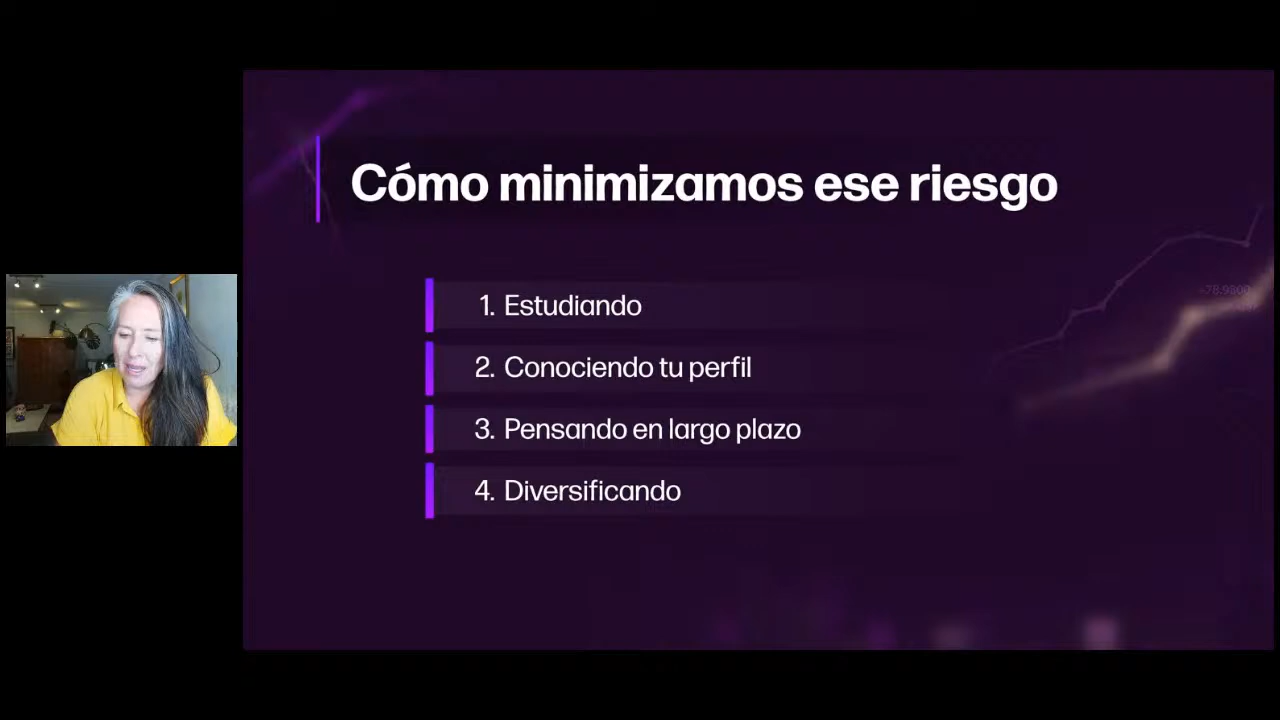 Cómo minimizamos ese riesgo
1. Estudiando
2. Conociendo tu perfil
3. Pensando en largo plazo
4. Diversificando